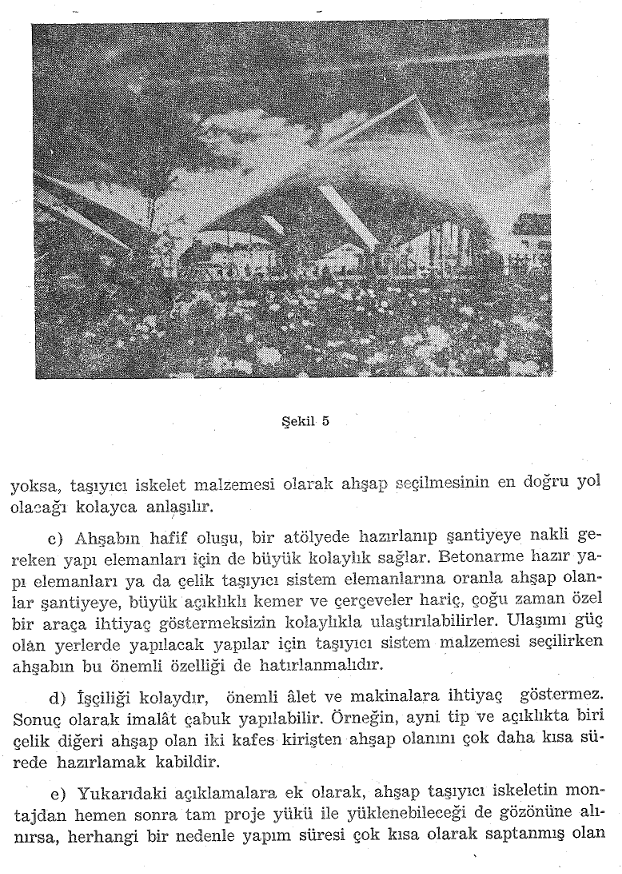 Şekil 5
yoksa, taşıyıcı iskelet malzemesi olarak ahşap seçilmesinin en doğru yol
olacağı kolayca anlaşılır.
c) Ahşabın hafif oluşu, bir atölyede hazırlanıp şantiyeye nakli ge-
reken yapı elemanları için de büyük kolaylık sağlar. Betonarme hazır ya-
pı elemanları ya da çelik taşıyıcı sistem elemanlarına oranla ahşap olan-
lar şantiyeye, büyük açıklıklı kemer ve çerçeveler hariç, çoğu zaman özel
bir araça ihtiyaç göstermeksizin kolaylıkla ulaştırılabilirler. Ulaşımı güç
olan yerlerde yapılacak yapılar için taşıyıcı sistem malzemesi seçilirken
ahşabın bu önemli özelliği de hatırlanmalıdır.
d) İşçiliği kolaydır, önemli âlet ve makinalara ihtiyaç göstermez.
Sonuç olarak imalât çabuk yapılabilir. Örneğin, ayni tip ve açıklıkta biri
çelik diğeri ahşap olan iki kafes kirişten ahşap olanını çok daha kısa sü-
rede hazırlamak kabildir.
e) Yukarıdaki açıklamalara ek olarak, ahşap taşıyıcı iskeletin mon-
tajdan hemen sonra tam proje yükü ile yüklenebileceği de gözönüne alı-
nırsa, herhangi bir nedenle yapım süresi çok kısa olarak saptanmış olan